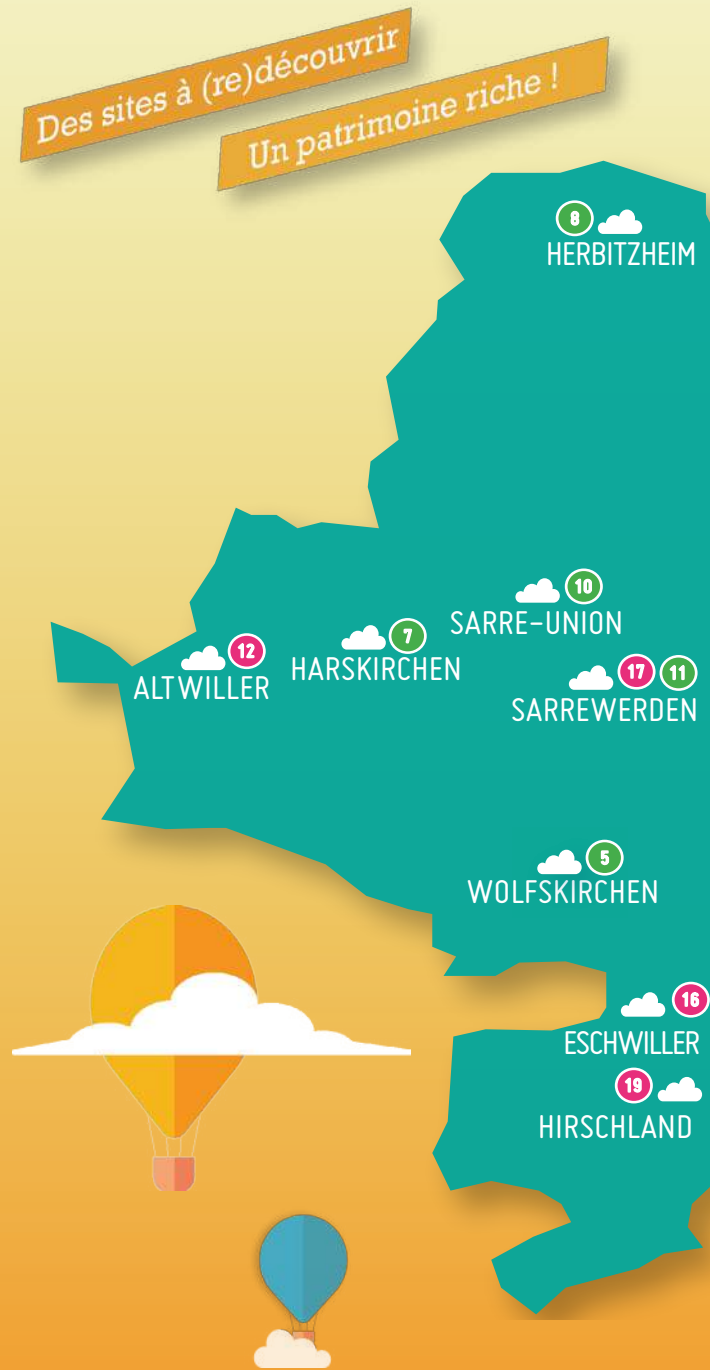 Des sites à (re)découvrir
Un patrimoine riche !
8
HERBITZHEIM
10
SARRE-UNION
7
HARSKIRCHEN
12
ALTWILLER
17 11
SARREWERDEN
5
WOLFSKIRCHEN
16
ESCHWILLER
19
HIRSCHLAND